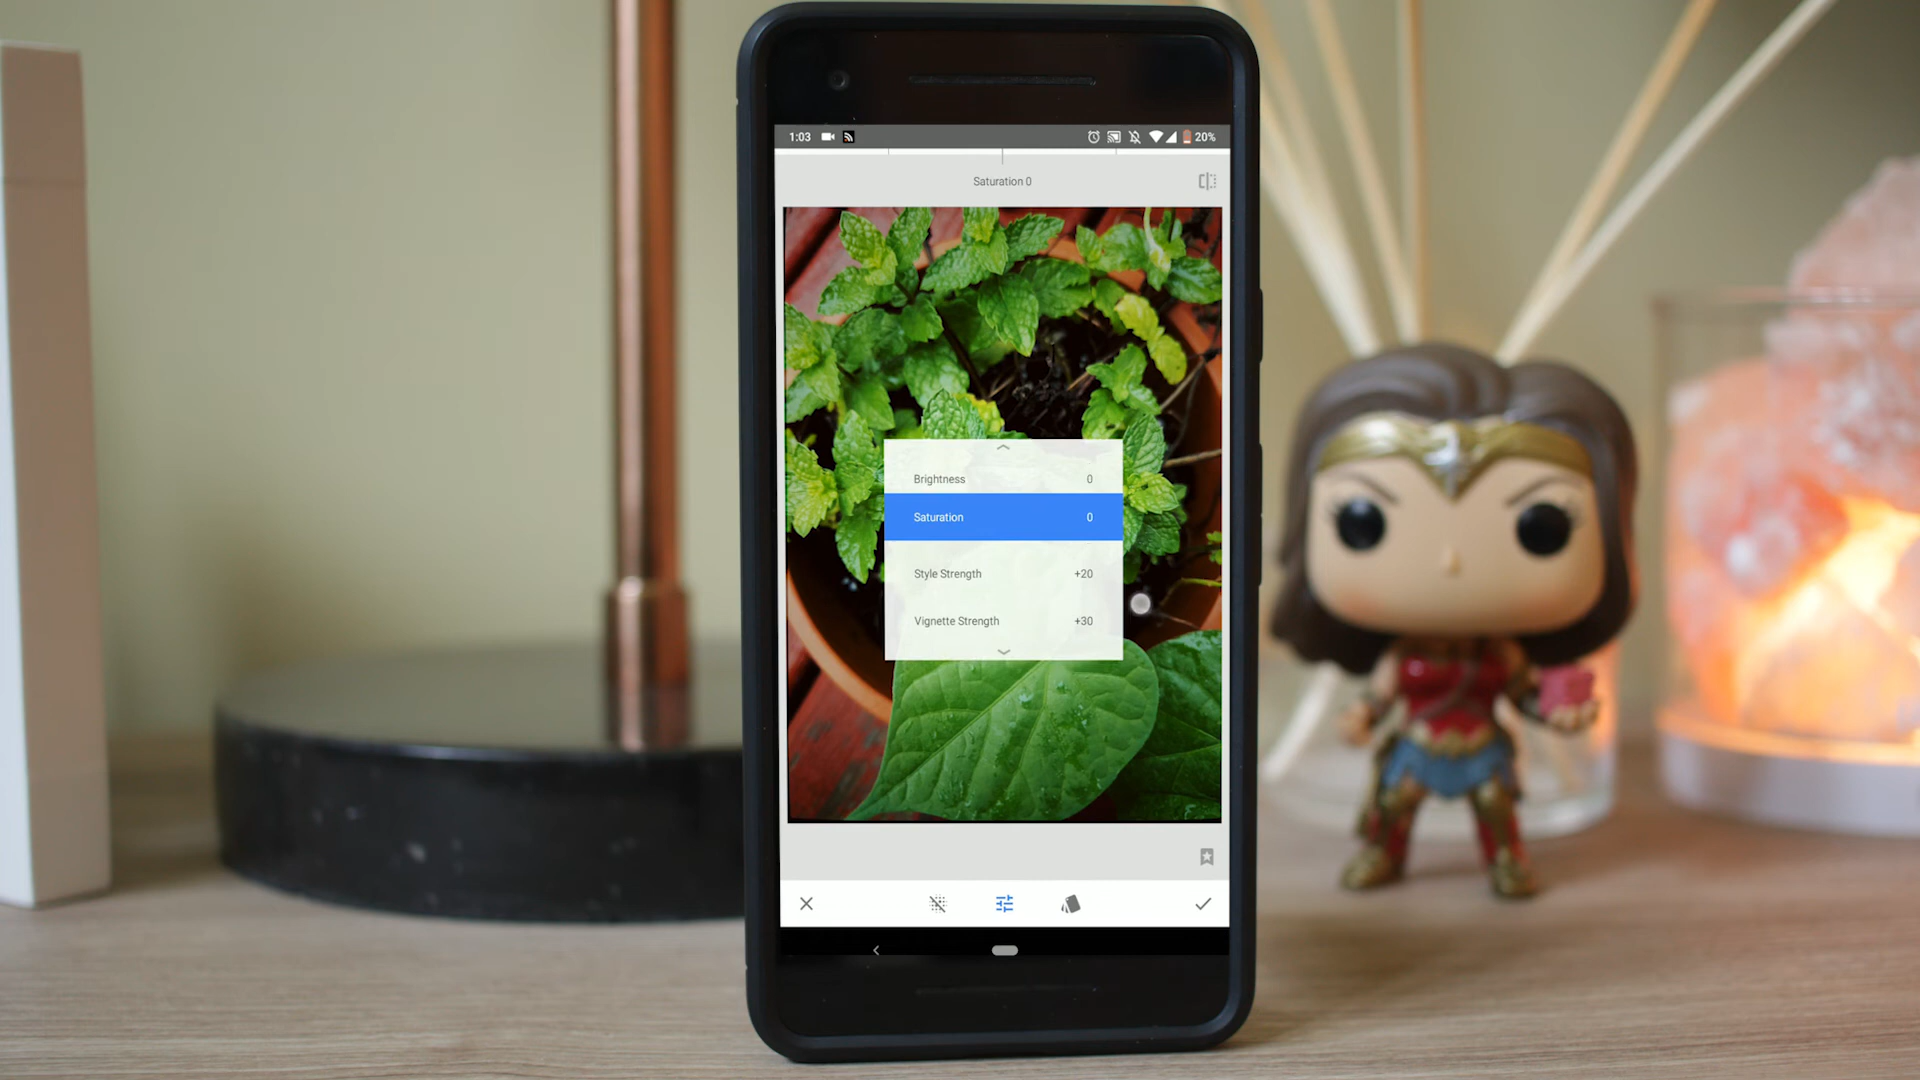 1:03 20%
Saturation 0
Brightness 0
Saturation 0
Style Strength +20
Vignette Strength +30